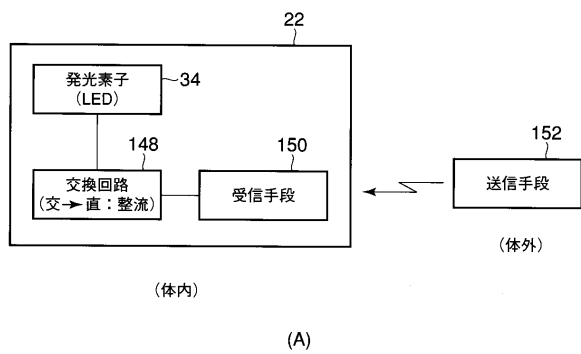 22
発光素子
(LED)
34
148
交換回路
(交→直：整流)
150
受信手段
152
送信手段
(体外)
(体内)
(A)